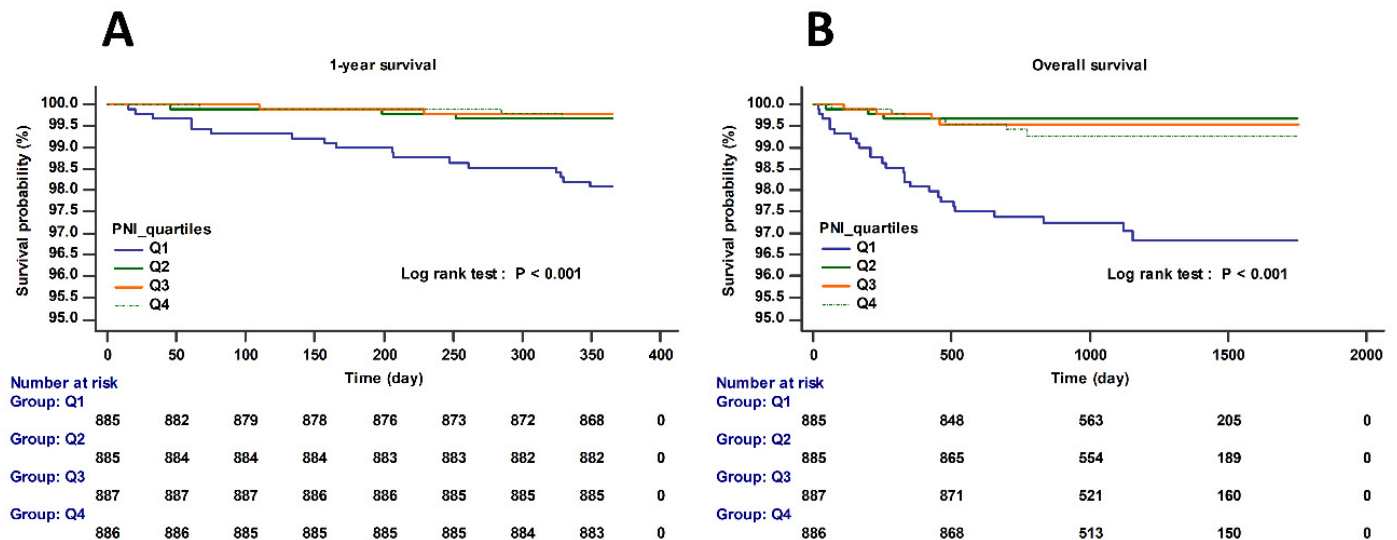 A
1-year survival
Survival probability (%)
100.0
99.5
99.0
98.5
98.0
97.5
97.0
96.5
96.0
95.5
95.0
PNI_quartiles
Q1
Q2
Q3
Q4
Log rank test : P < 0.001
0 50 100 150 200 250 300 350 400
Time (day)
Number at risk
Group: Q1
885 882 879 878 876 873 872 868 0
Group: Q2
885 884 884 884 883 883 882 882 0
Group: Q3
887 887 887 886 886 885 885 885 0
Group: Q4
886 886 885 885 885 885 884 883 0
B
Overall survival
Survival probability (%)
100.0
99.5
99.0
98.5
98.0
97.5
97.0
96.5
96.0
95.5
95.0
PNI_quartiles
Q1
Q2
Q3
Q4
Log rank test : P < 0.001
0 500 1000 1500 2000
Time (day)
Number at risk
Group: Q1
885 848 563 205 0
Group: Q2
885 865 554 189 0
Group: Q3
887 871 521 160 0
Group: Q4
886 868 513 150 0